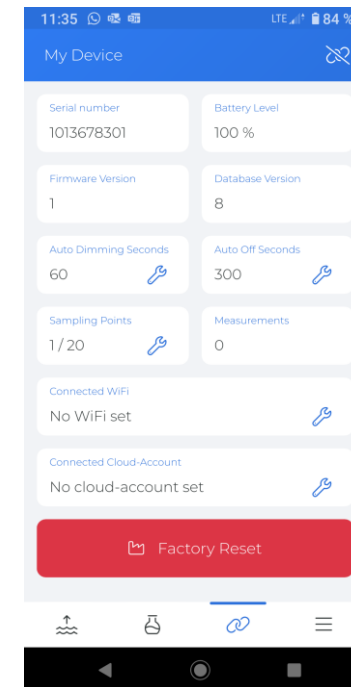 11:35 LTE 84 %
My Device
Serial number
1013678301
Battery Level
100 %
Firmware Version
1
Database Version
8
Auto Dimming Seconds
60
Auto Off Seconds
300
Sampling Points
1 / 20
Measurements
0
Connected WiFi
No WiFi set
Connected Cloud-Account
No cloud-account set
Factory Reset